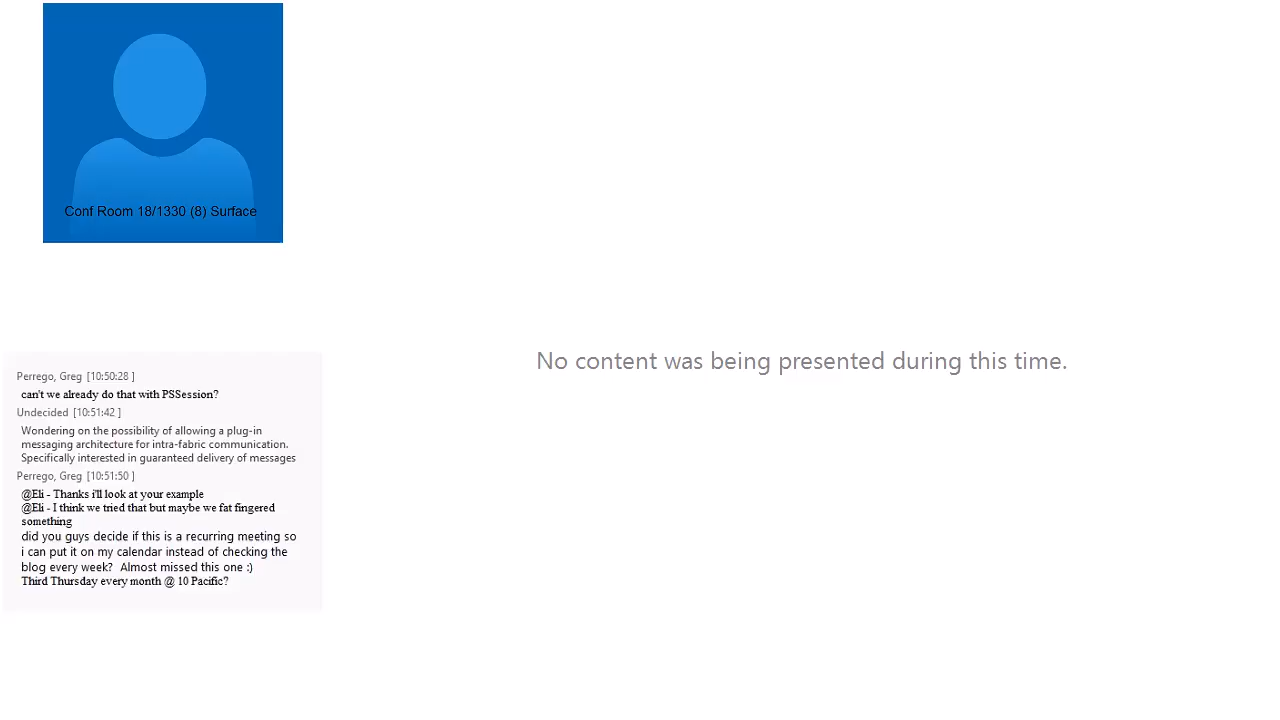 Conf Room 18/1330 (8) Surface
No content was being presented during this time.
Perrego, Greg [10:50:28 ]
can't we already do that with PSSession?
Undecided [10:51:42 ]
Wondering on the possibility of allowing a plug-in
messaging architecture for intra-fabric communication.
Specifically interested in guaranteed delivery of messages
Perrego, Greg [10:51:50 ]
@Eli - Thanks i'll look at your example
@Eli - I think we tried that but maybe we fat fingered
something
did you guys decide if this is a recurring meeting so
i can put it on my calendar instead of checking the
blog every week?  Almost missed this one :)
Third Thursday every month @ 10 Pacific?